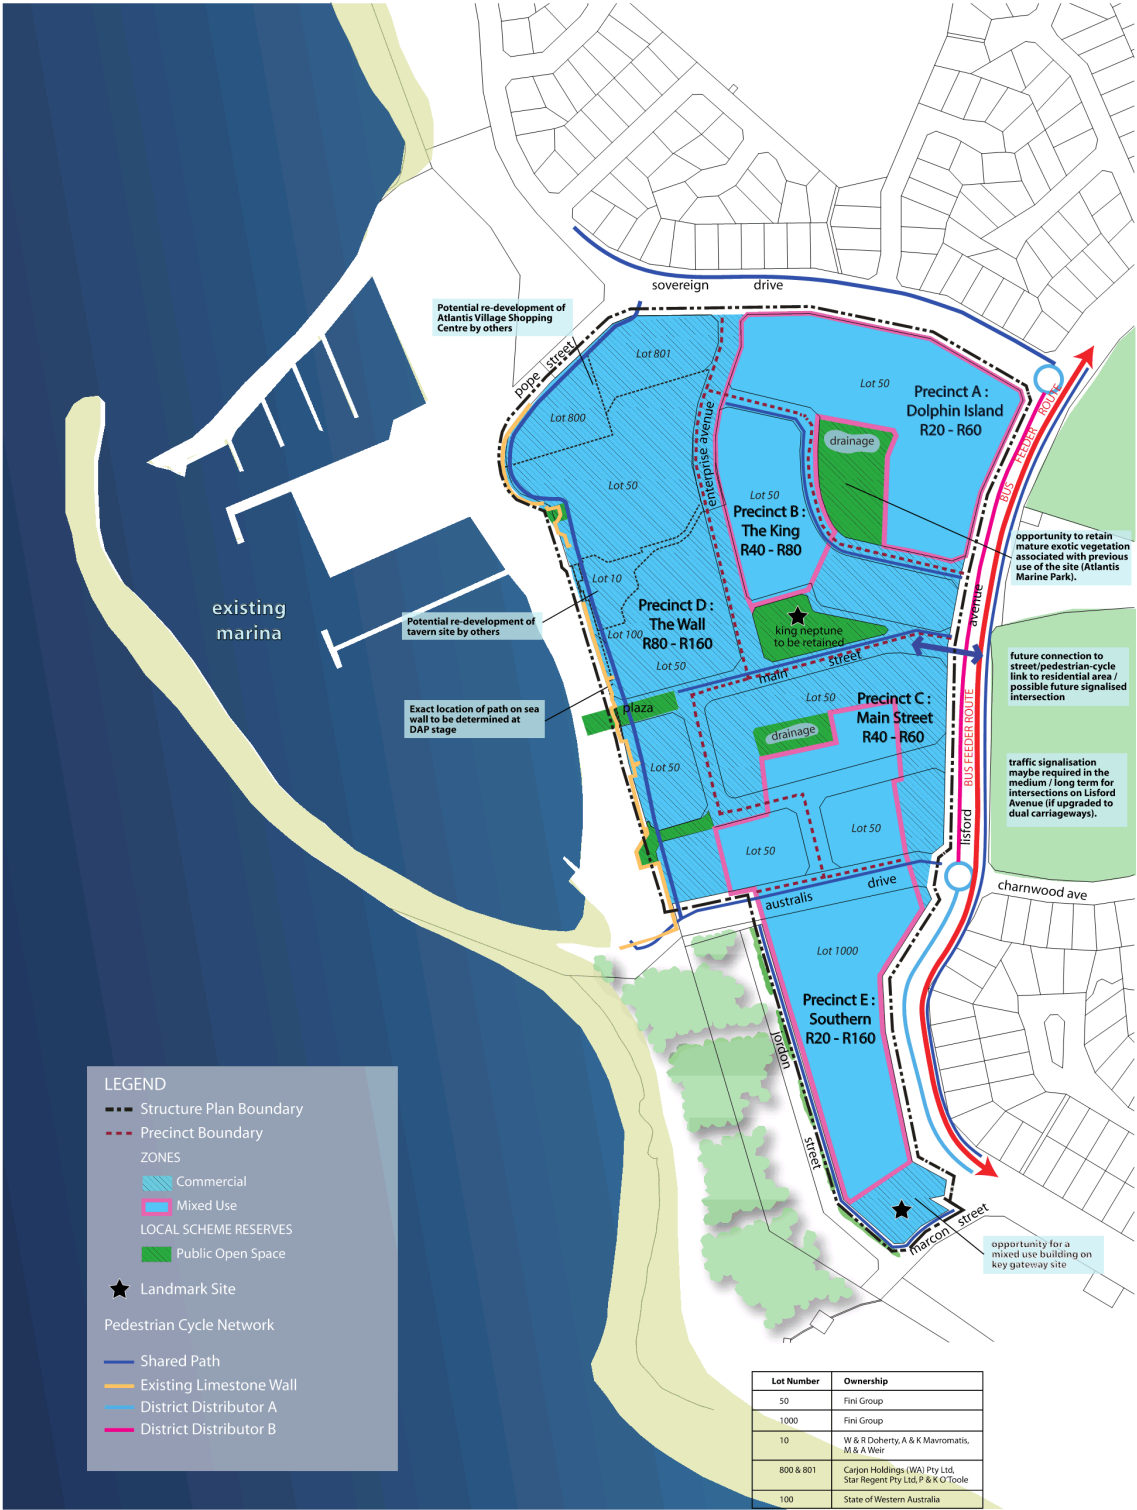 sovereign drive
Potential re-development of
Atlantis Village Shopping
Centre by others
pope street
Lot 801
Lot 800
Lot 50
enterprise avenue
Lot 50
Precinct A :
Dolphin Island
R20 - R60
drainage
Lot 50
Precinct B :
The King
R40 - R80
BUS FEEDER ROUTE
opportunity to retain
mature exotic vegetation
associated with previous
use of the site (Atlantis
Marine Park).
existing
marina
Lot 10
Potential re-development of
tavern site by others
Lot 100
Precinct D :
The Wall
R80 - R160
Lot 50
king neptune
to be retained
main street
avenue
future connection to
street/pedestrian-cycle
link to residential area /
possible future signalised
intersection
Exact location of path on sea
wall to be determined at
DAP stage
plaza
Lot 50
Precinct C :
Main Street
R40 - R60
drainage
BUS FEEDER ROUTE
Lot 50
traffic signalisation
maybe required in the
medium / long term for
intersections on Lisford
Avenue (if upgraded to
dual carriageways).
lisford
Lot 50
Lot 50
australis drive
charnwood ave
Lot 1000
Precinct E :
Southern
R20 - R160
jordon street
marcon street
opportunity for a
mixed use building on
key gateway site
LEGEND
Structure Plan Boundary
Precinct Boundary
ZONES
Commercial
Mixed Use
LOCAL SCHEME RESERVES
Public Open Space
Landmark Site
Pedestrian Cycle Network
Shared Path
Existing Limestone Wall
District Distributor A
District Distributor B
Lot Number Ownership
50 Fini Group
1000 Fini Group
10 W & R Doherty, A & K Mavromatis,
M & A Weir
800 & 801 Carjon Holdings (WA) Pty Ltd,
Star Regent Pty Ltd, P & K O'Toole
100 State of Western Australia